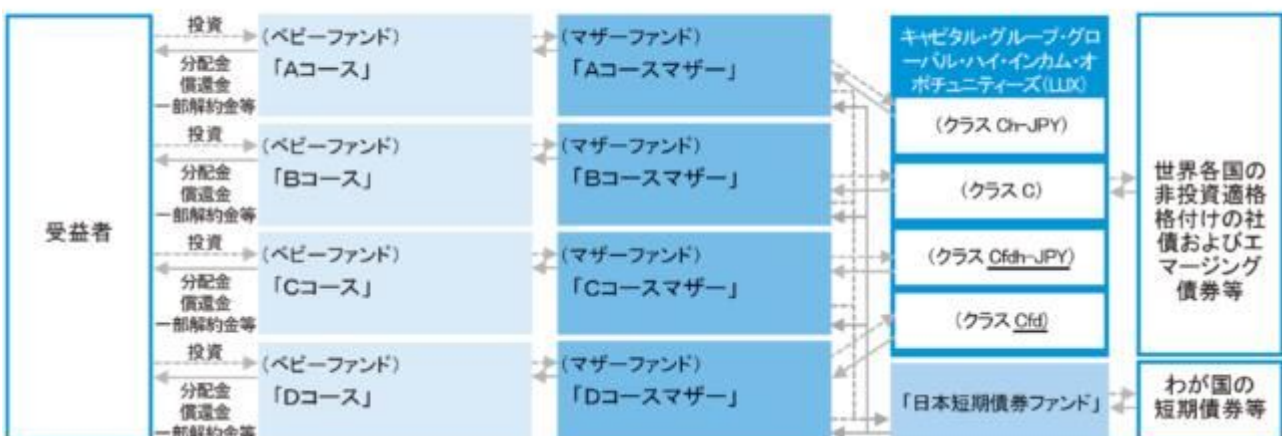 受益者
投資
分配金
償還金
一部解約金等
投資
分配金
償還金
一部解約金等
投資
分配金
償還金
一部解約金等
投資
分配金
償還金
一部解約金等
(ベビーファンド)
「Aコース」
(ベビーファンド)
「Bコース」
(ベビーファンド)
「Cコース」
(ベビーファンド)
「Dコース」
(マザーファンド)
「Aコースマザー」
(マザーファンド)
「Bコースマザー」
(マザーファンド)
「Cコースマザー」
(マザーファンド)
「Dコースマザー」
キャピタル・グループ・グロ
ーバル・ハイ・インカム・オ
ポチュニティーズ(LUX)
(クラス Ch-JPY)
(クラス C)
(クラス Cfdh-JPY)
(クラス Cfd)
「日本短期債券ファンド」
世界各国の
非投資適格
格付けの社
債およびエ
マージング
債券等
わが国の
短期債券等